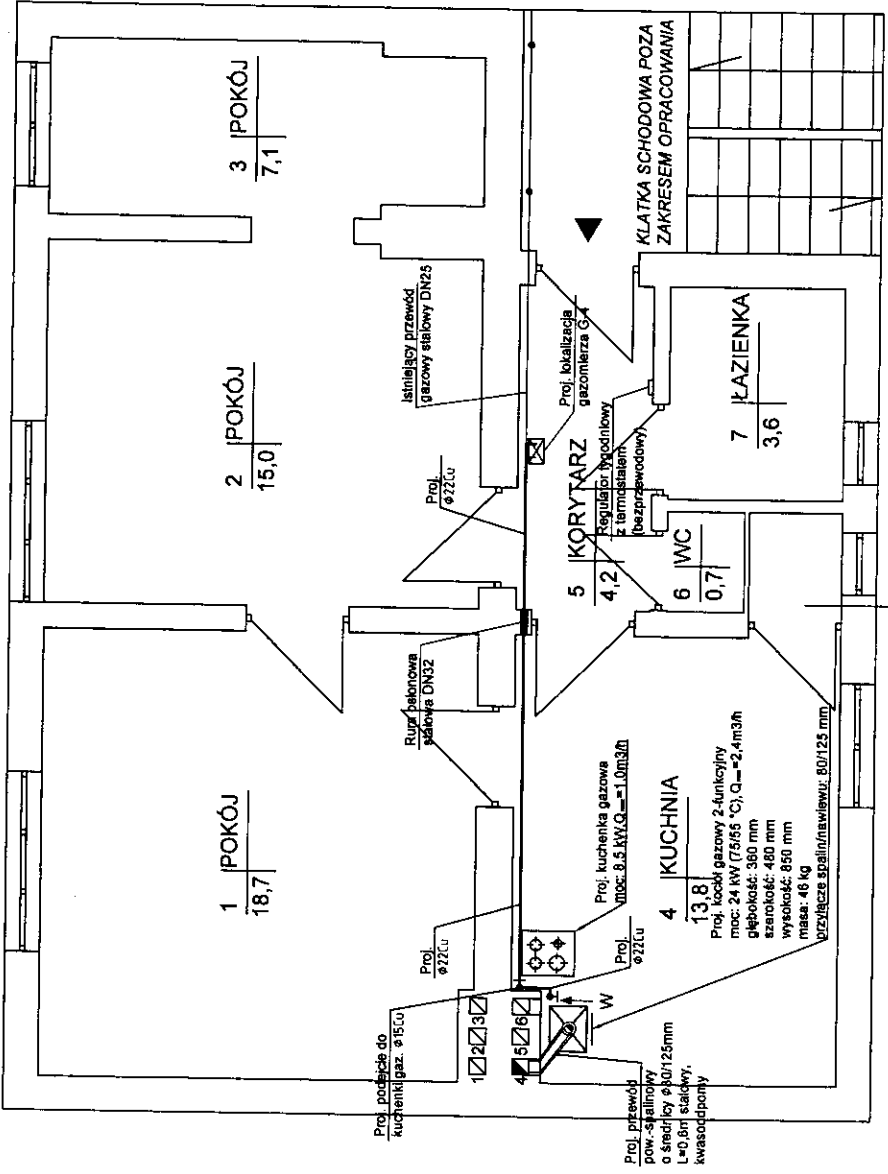 3 POKÓJ
7,1
2 POKÓJ
15,0
1 POKÓJ
18,7
KLATKA SCHODOWA POZA
ZAKRESEM OPRACOWANIA
Istniejący przewód
gazowy stalowy DN25
Proj. lokalizacja
gazomierza G-4
Proj.
Φ22Cu
5 KORYTARZ
4,2
Regulator tygodniowy
z termostatem
(bezprzewodowy)
7 ŁAZIENKA
3,6
6 WC
0,7
Rura osłonowa
stalowa DN32
Proj. kuchenka gazowa
moc: 8.5 kW, Q =1.0m3/h
4 KUCHNIA
13,8
Proj. kocioł gazowy 2-funkcyjny
moc: 24 kW (75/55 °C), Q =2,4m3/h
głębokość: 360 mm
szerokość: 480 mm
wysokość: 850 mm
masa: 46 kg
przyłącze spalin/nawiewu: 80/125 mm
Proj.
Φ22Cu
Proj.
Φ22Cu
Proj. podejście do
kuchenki gaz. Φ15Cu
1 2 3
4 5 6
W
Proj. przewód
pow.-spalinowy
o średnicy Φ80/125mm
L=0,6m stalowy,
kwasoodporny